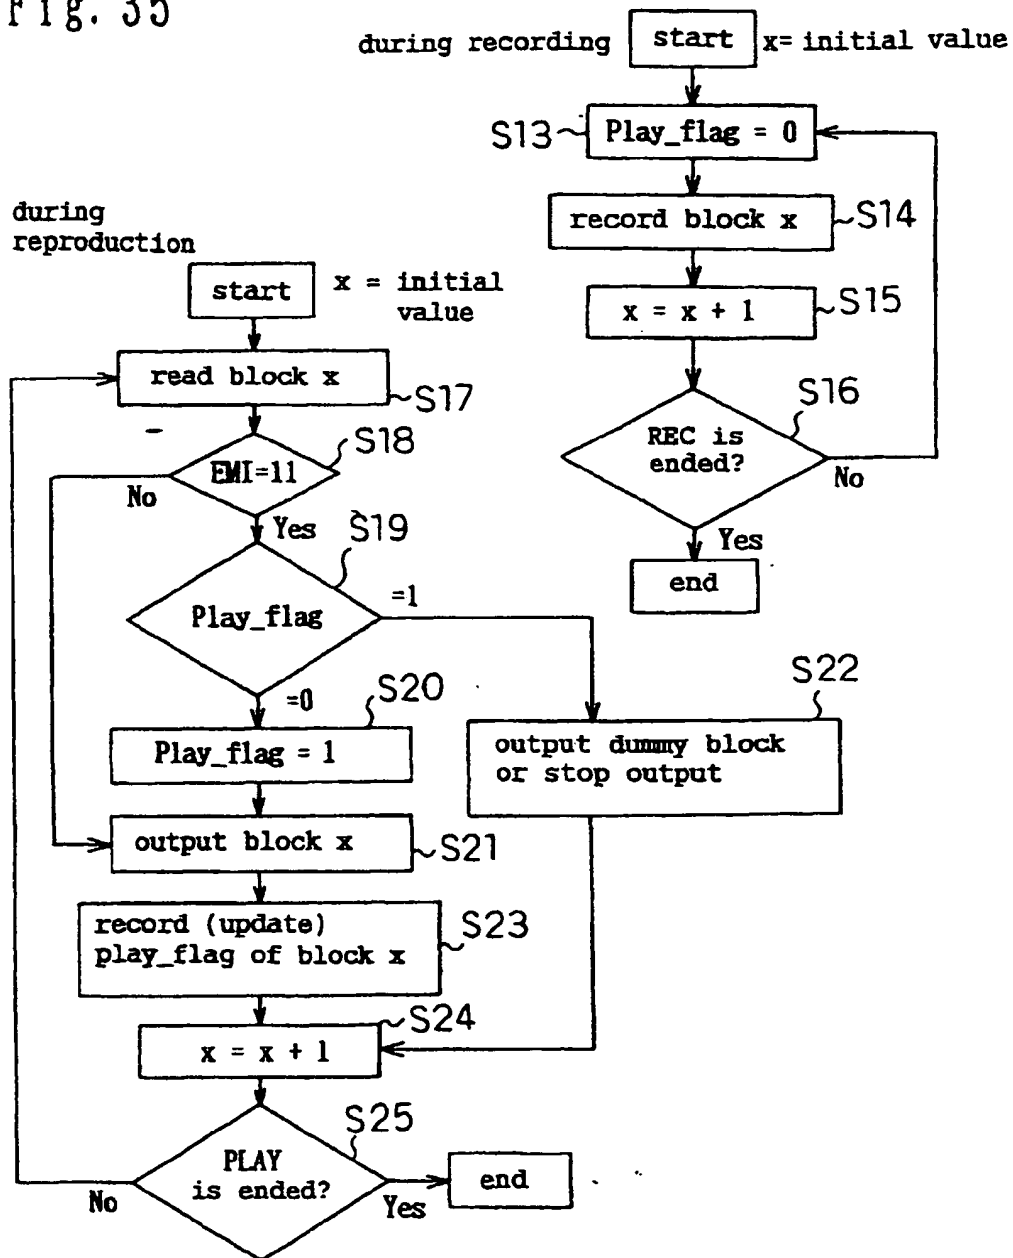 Fig. 35
during recording
start
x= initial value
S13
Play_flag = 0
record block x
S14
x = x + 1
S15
S16
REC is
ended?
No
Yes
end
during
reproduction
start
x = initial
value
read block x
S17
S18
EMI=11
No
Yes
S19
Play_flag
=1
=0
S20
Play_flag = 1
S22
output dummy block
or stop output
output block x
S21
record (update)
play_flag of block x
S23
S24
x = x + 1
S25
PLAY
is ended?
No
Yes
end